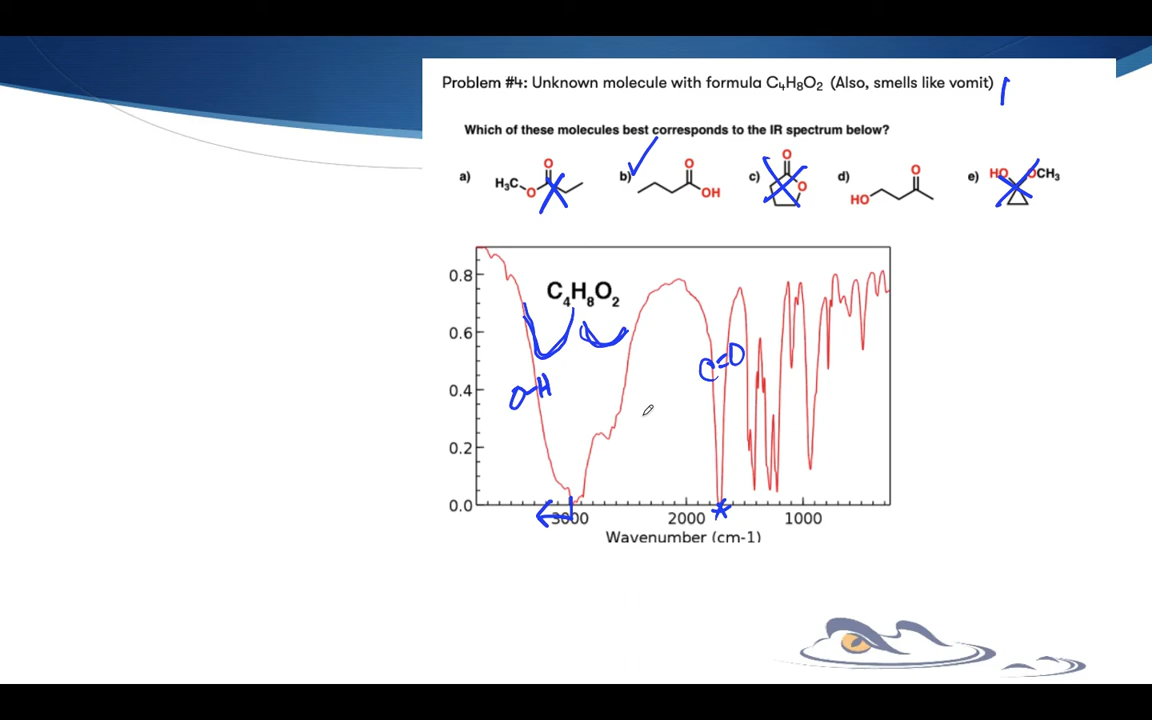 Problem #4: Unknown molecule with formula C₄H₈O₂ (Also, smells like vomit)
Which of these molecules best corresponds to the IR spectrum below?
a) H₃C O O b) O OH c) O O d) HO O e) HO OCH₃
C₄H₈O₂
0.8
0.6
0.4
0.2
0.0
O-H
C=O
3000 2000 1000
Wavenumber (cm-1)